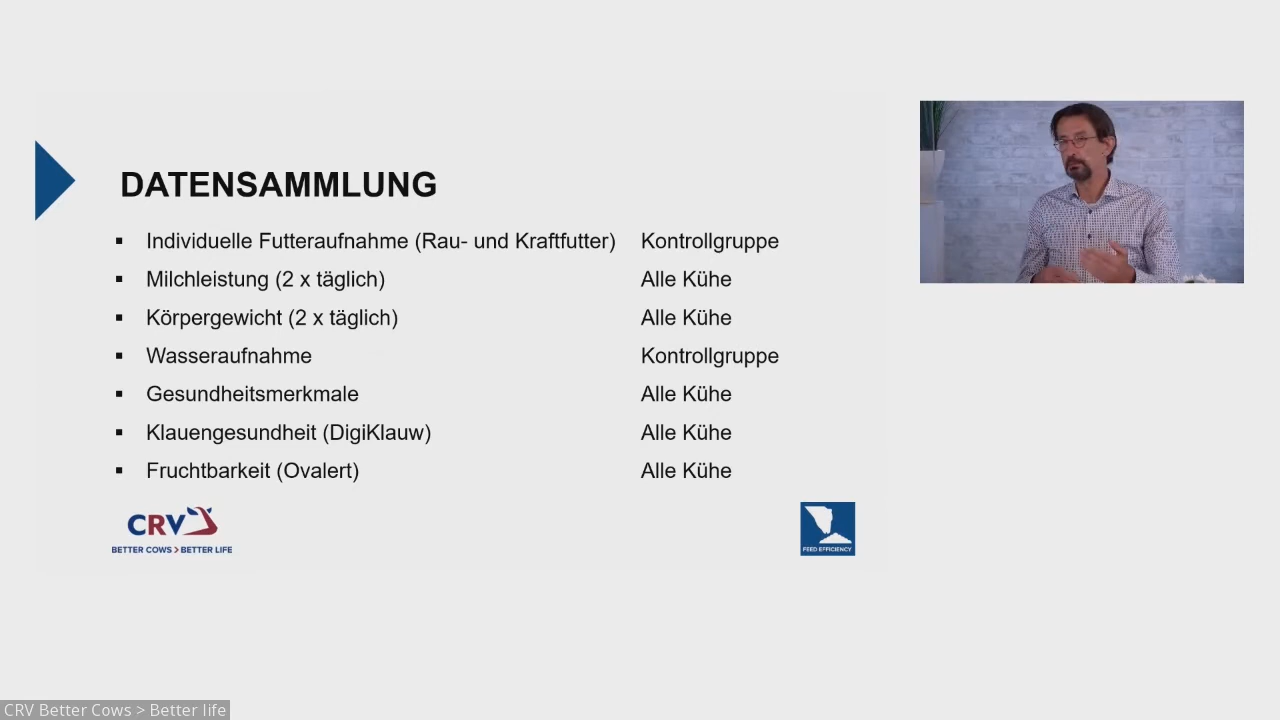 DATENSAMMLUNG
▪ Individuelle Futteraufnahme (Rau- und Kraftfutter) Kontrollgruppe
▪ Milchleistung (2 x täglich) Alle Kühe
▪ Körpergewicht (2 x täglich) Alle Kühe
▪ Wasseraufnahme Kontrollgruppe
▪ Gesundheitsmerkmale Alle Kühe
▪ Klauengesundheit (DigiKlauw) Alle Kühe
▪ Fruchtbarkeit (Ovalert) Alle Kühe
CRV
BETTER COWS > BETTER LIFE
FEED EFFICIENCY
CRV Better Cows > Better life